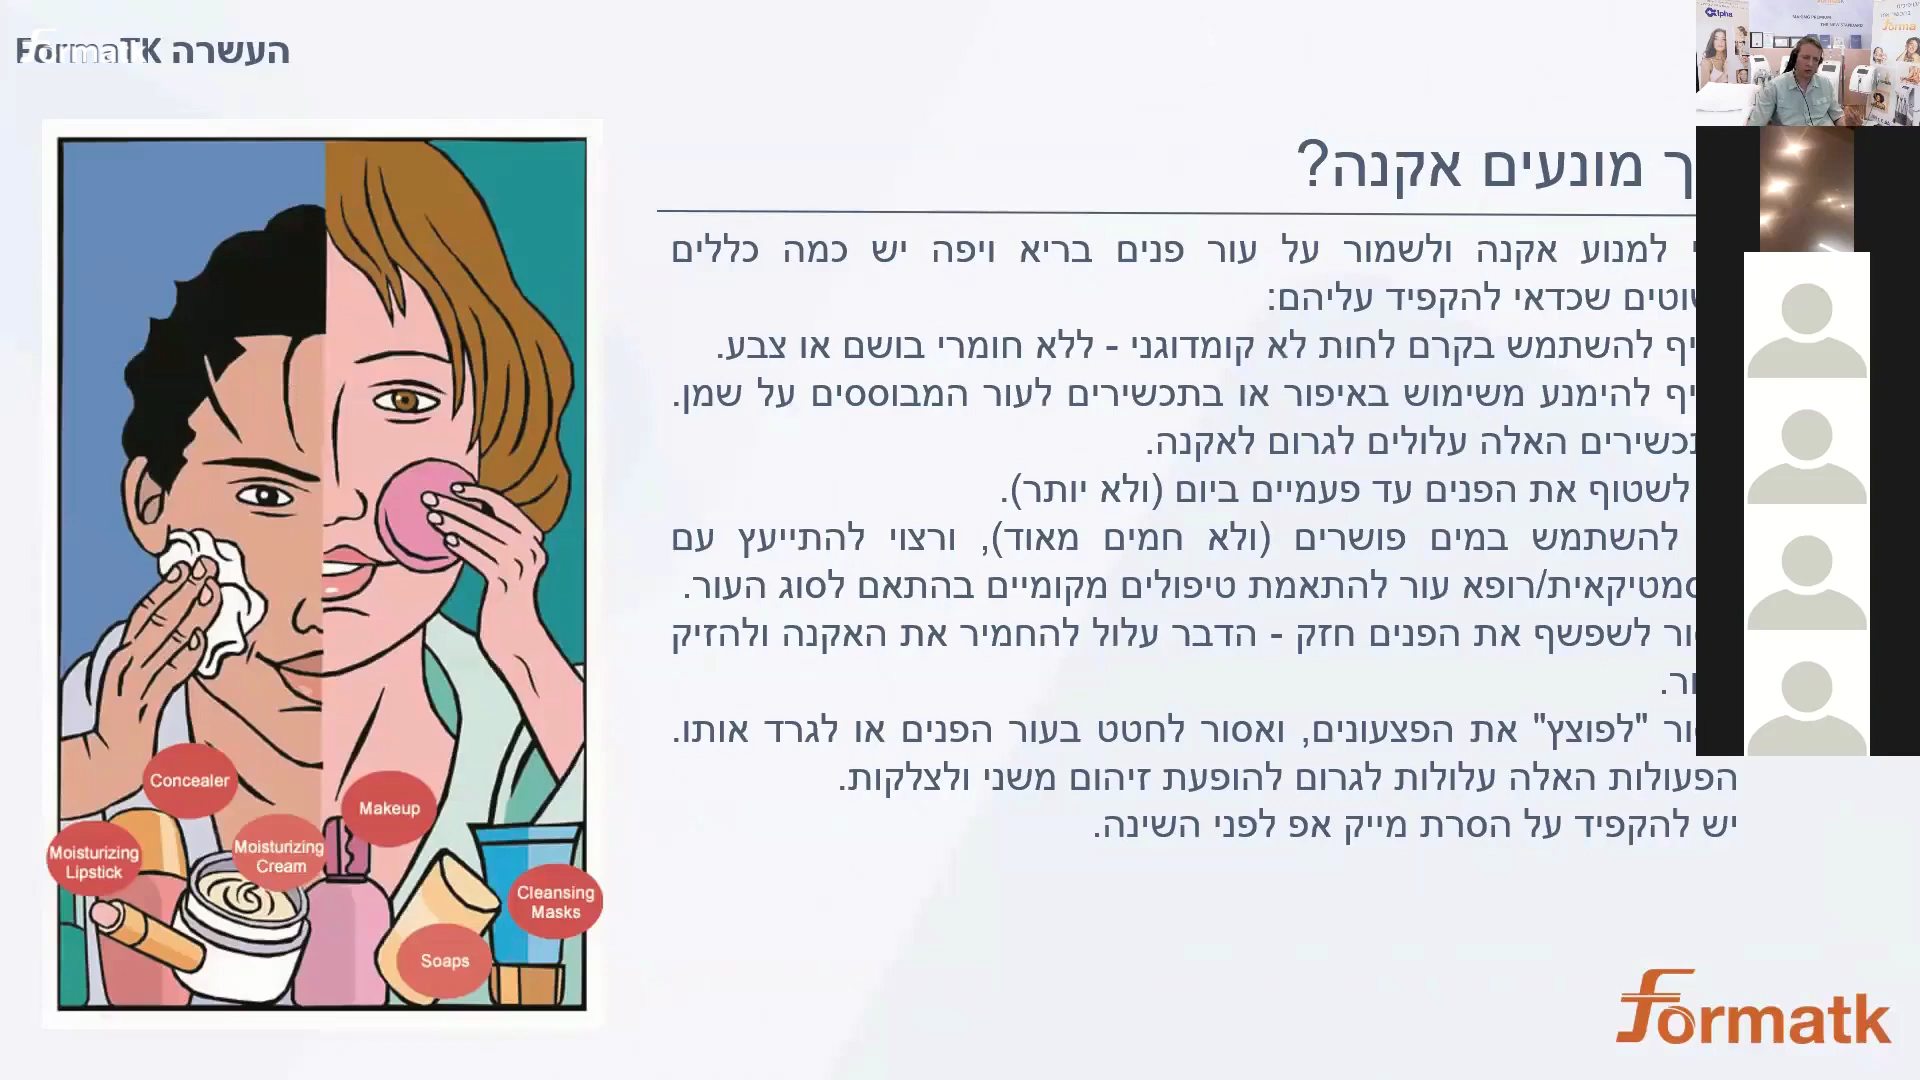 העשרה FormaTK
ך מונעים אקנה?
למנוע אקנה ולשמור על עור פנים בריא ויפה יש כמה כללים
שכדאי להקפיד עליהם:
להשתמש בקרם לחות לא קומדוגני - ללא חומרי בושם או צבע.
להימנע משימוש באיפור או בתכשירים לעור המבוססים על שמן.
האלה עלולים לגרום לאקנה.
לשטוף את הפנים עד פעמיים ביום (ולא יותר).
להשתמש במים פושרים (ולא חמים מאוד), ורצוי להתייעץ עם
סמטיקאית/רופא עור להתאמת טיפולים מקומיים בהתאם לסוג העור.
לשפשף את הפנים חזק - הדבר עלול להחמיר את האקנה ולהזיק
"לפוצץ" את הפצעונים, ואסור לחטט בעור הפנים או לגרד אותו.
הפעולות האלה עלולות לגרום להופעת זיהום משני ולצלקות.
יש להקפיד על הסרת מייק אפ לפני השינה.
Concealer
Makeup
Moisturizing
Lipstick
Moisturizing
Cream
Cleansing
Masks
Soaps
formatk